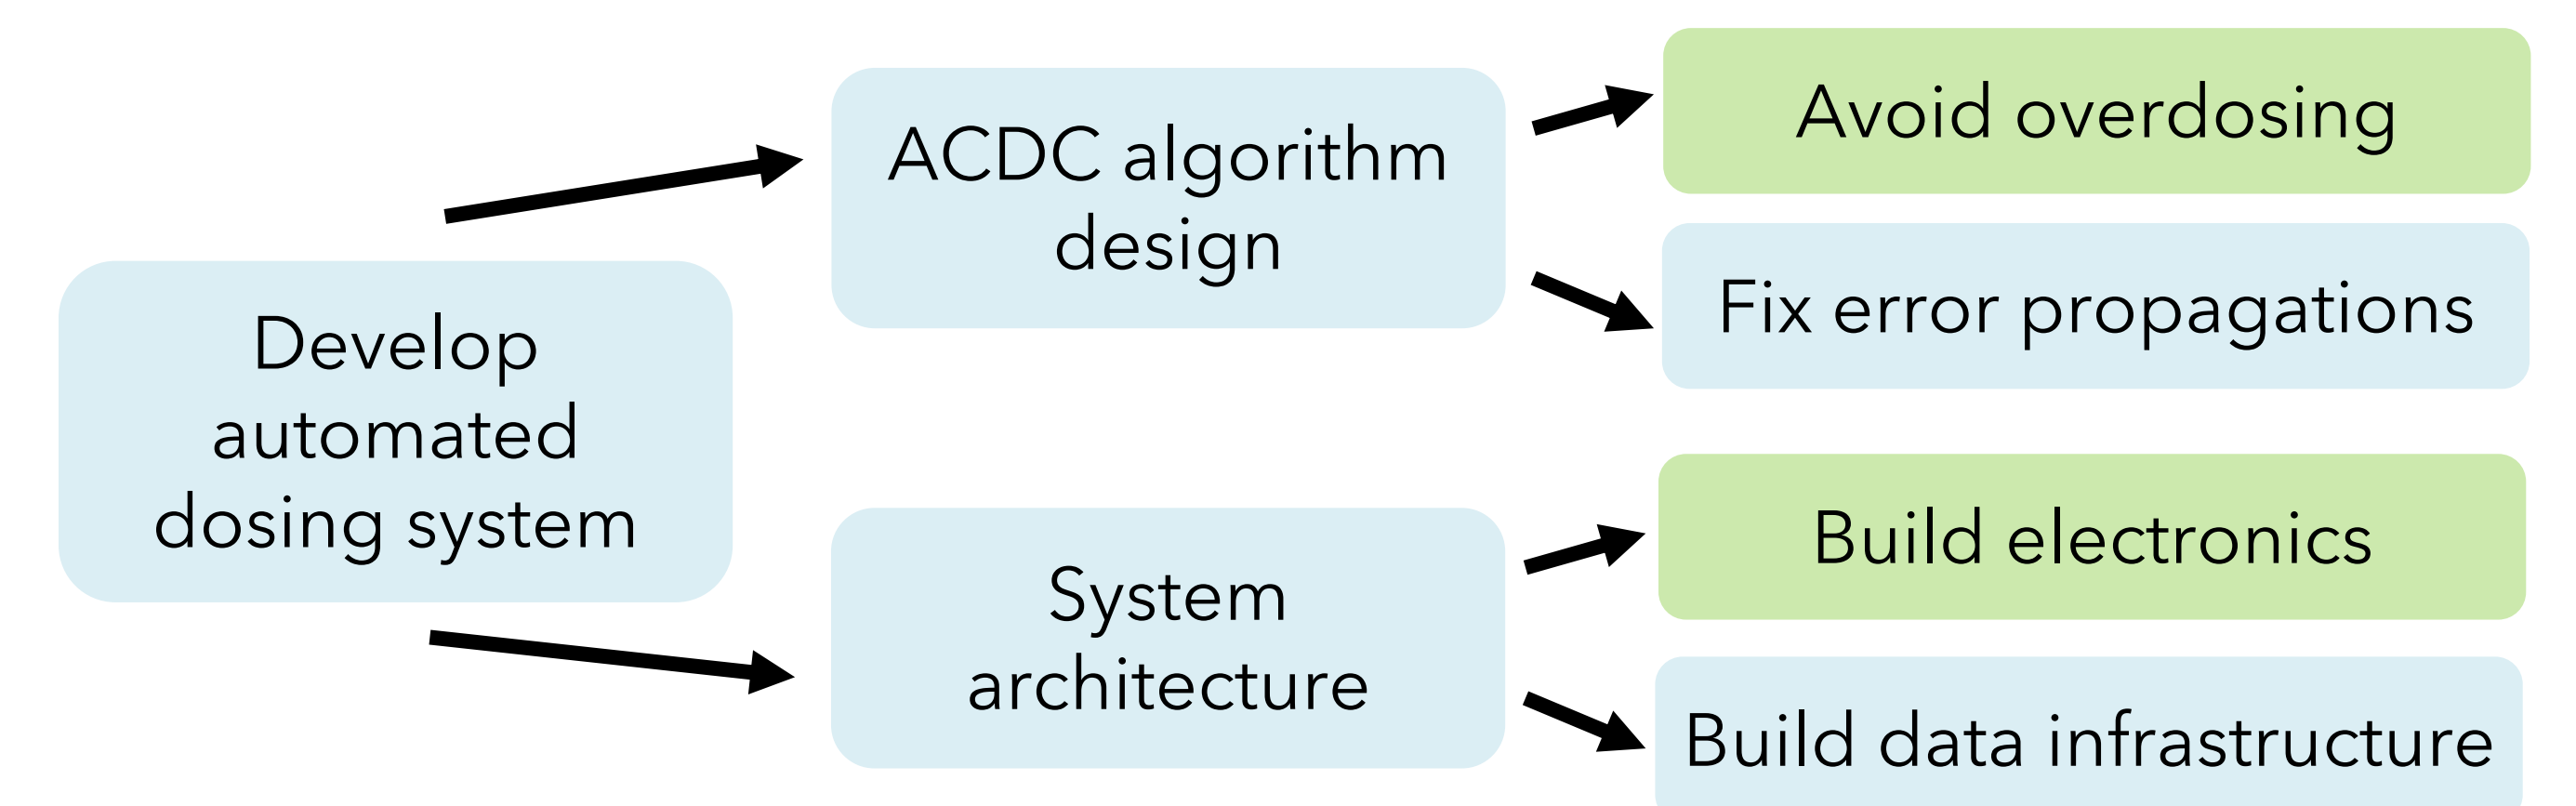 Develop
automated
dosing system
ACDC algorithm
design
System
architecture
Avoid overdosing
Fix error propagations
Build electronics
Build data infrastructure